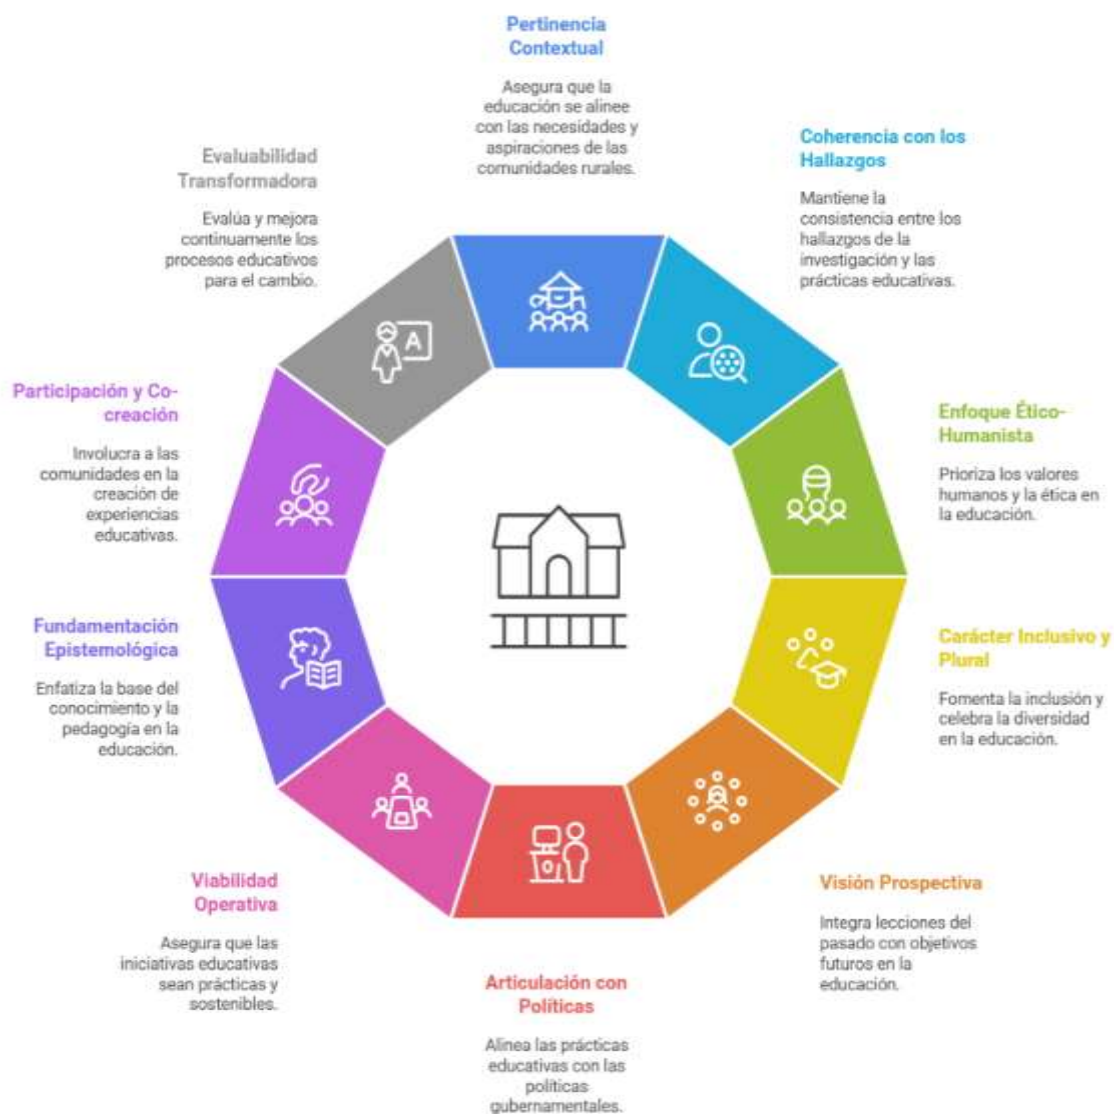 Pertinencia
Contextual
Asegura que la
educación se alinee
con las necesidades y
aspiraciones de las
comunidades rurales.
Coherencia con los
Hallazgos
Mantiene la
consistencia entre los
hallazgos de la
investigación y las
prácticas educativas.
Enfoque Ético-
Humanista
Prioriza los valores
humanos y la ética en
la educación.
Carácter Inclusivo y
Plural
Fomenta la inclusión y
celebra la diversidad
en la educación.
Visión Prospectiva
Integra lecciones del
pasado con objetivos
futuros en la
educación.
Articulación con
Políticas
Alinea las prácticas
educativas con las
políticas
gubernamentales.
Viabilidad
Operativa
Asegura que las
iniciativas educativas
sean prácticas y
sostenibles.
Fundamentación
Epistemológica
Enfatiza la base del
conocimiento y la
pedagogía en la
educación.
Participación y Co-
creación
Involucra a las
comunidades en la
creación de
experiencias
educativas.
Evaluabilidad
Transformadora
Evalúa y mejora
continuamente los
procesos educativos
para el cambio.
A